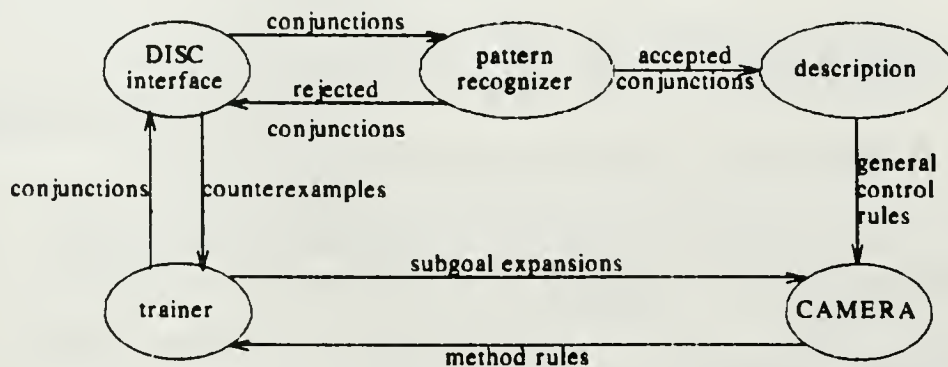 conjunctions
DISC
interface
pattern
recognizer
accepted
conjunctions
description
rejected
conjunctions
conjunctions
counterexamples
general
control
rules
subgoal expansions
trainer
CAMERA
method rules